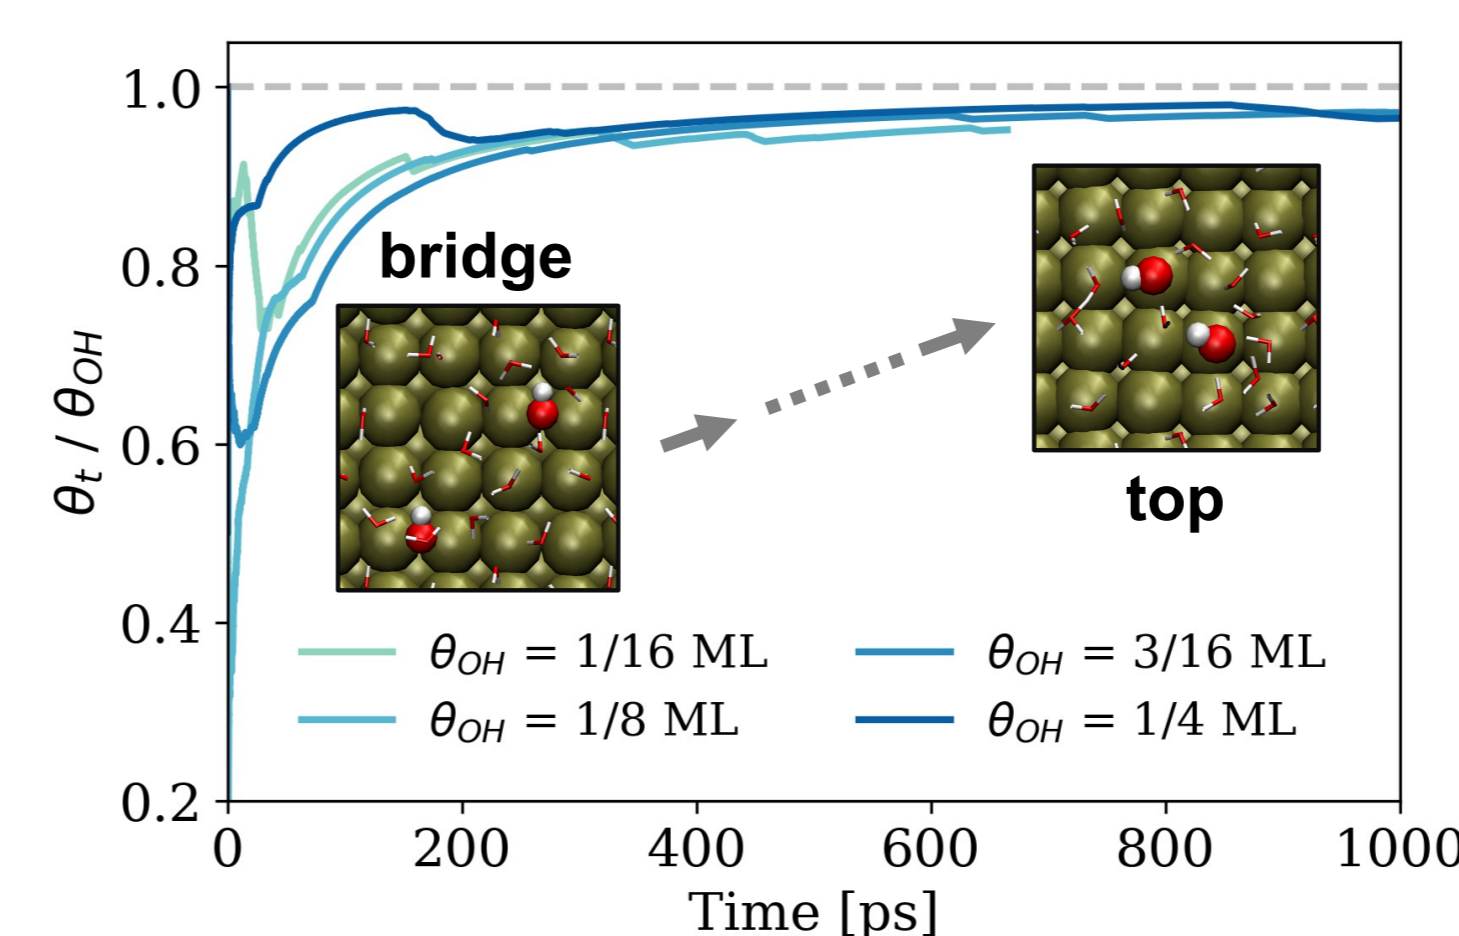 1.0
0.8
0.6
0.4
0.2
θt / θOH
bridge
top
θOH = 1/16 ML
θOH = 3/16 ML
θOH = 1/8 ML
θOH = 1/4 ML
0 200 400 600 800 1000
Time [ps]